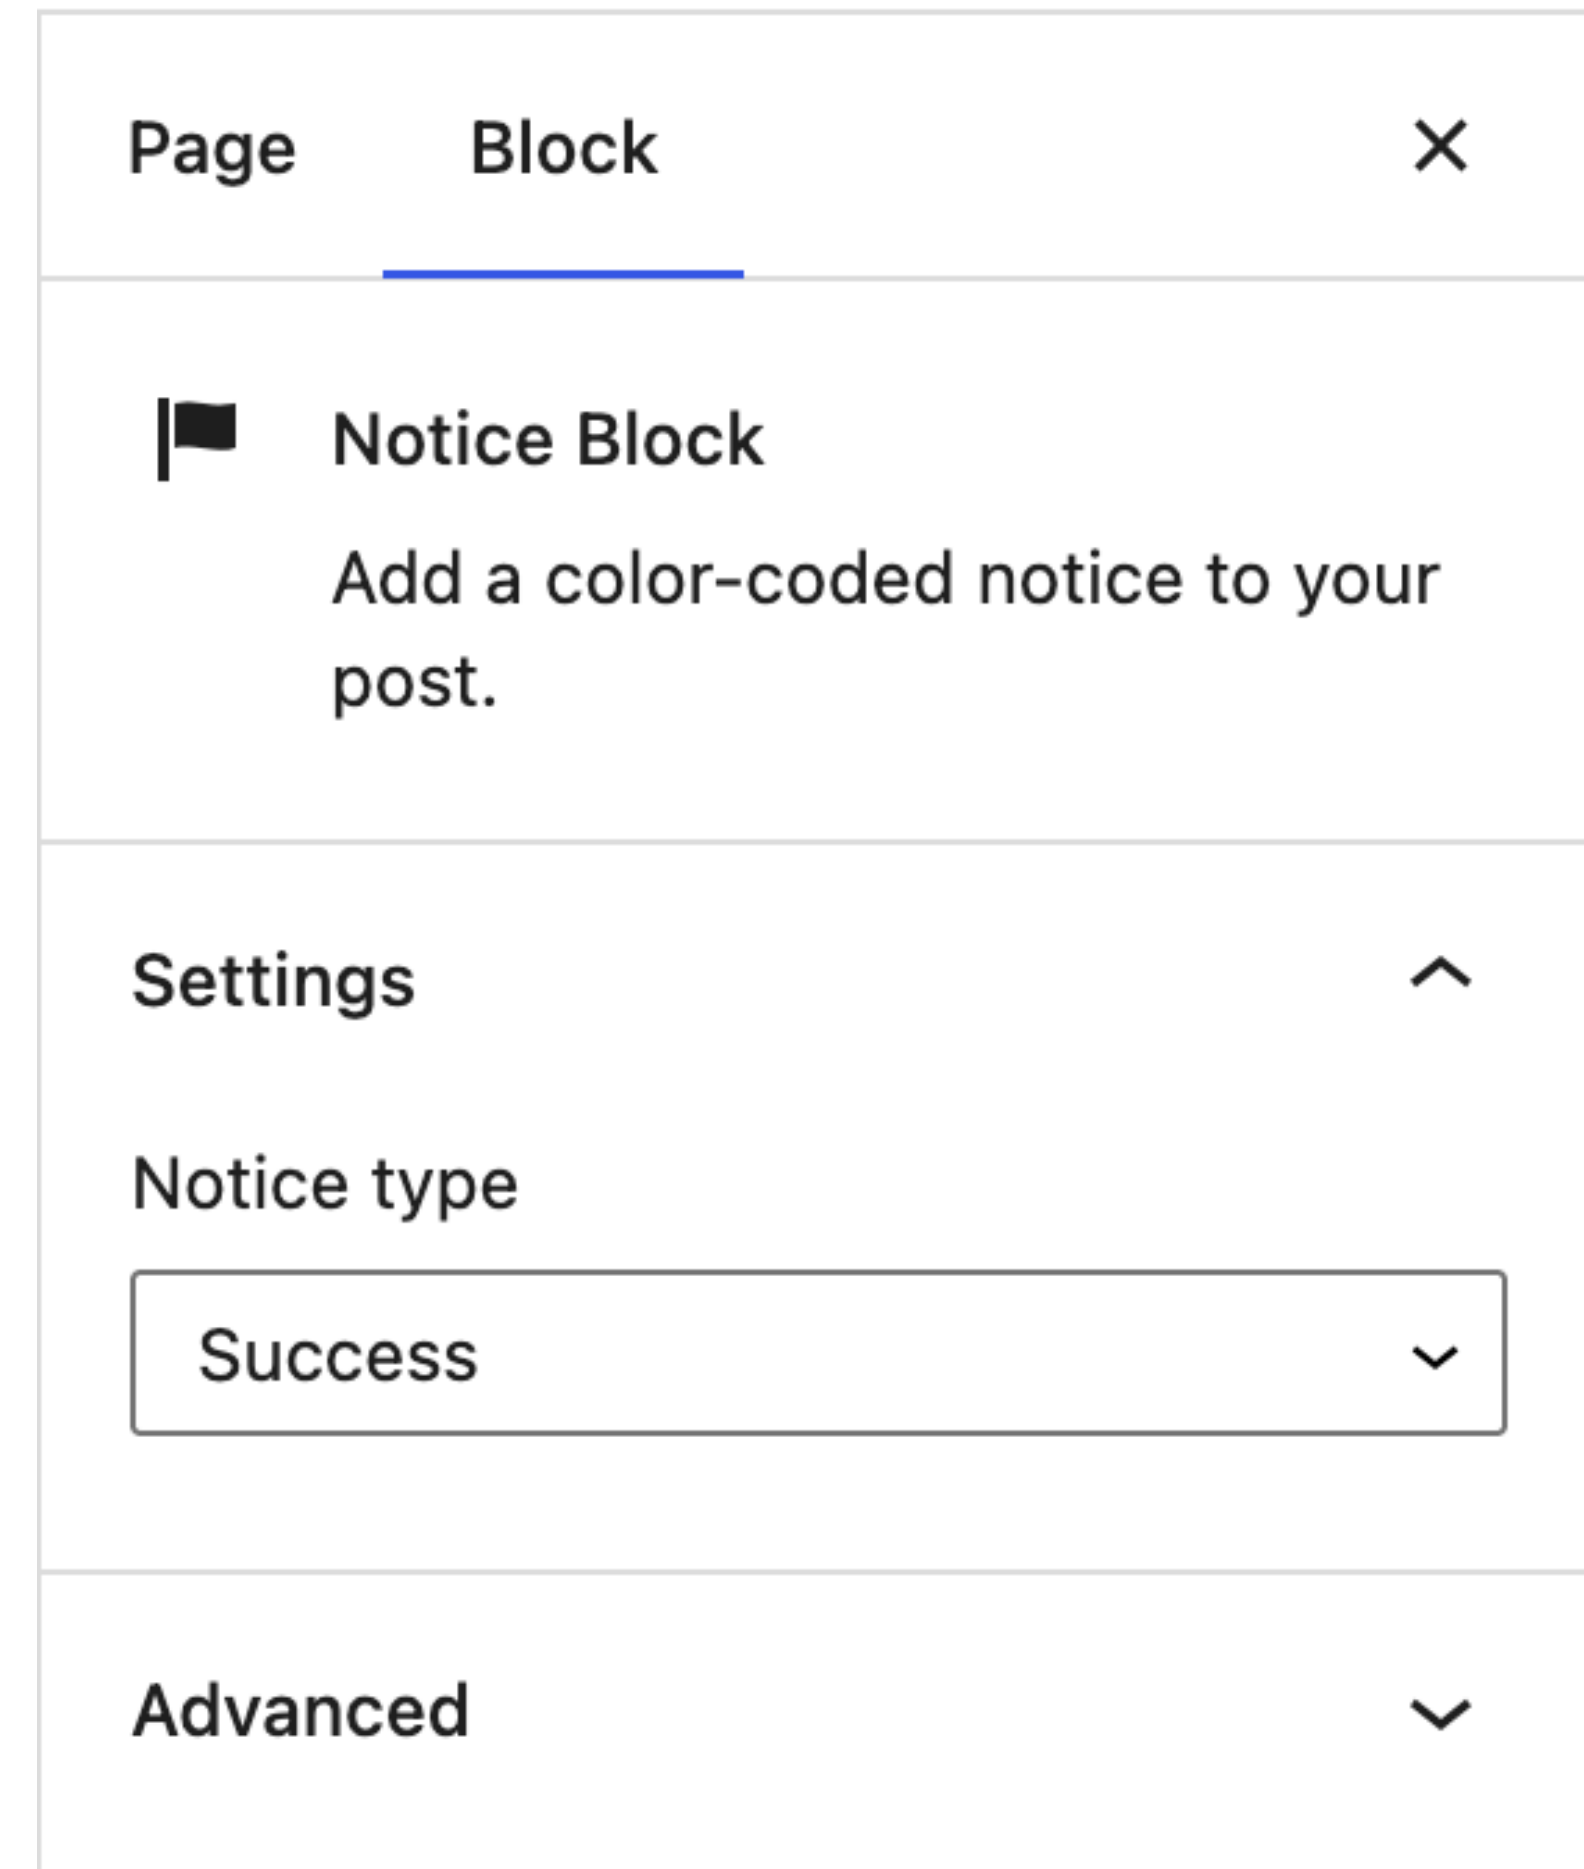 Page Block
Notice Block
Add a color-coded notice to your
post.
Settings
Notice type
Success
Advanced